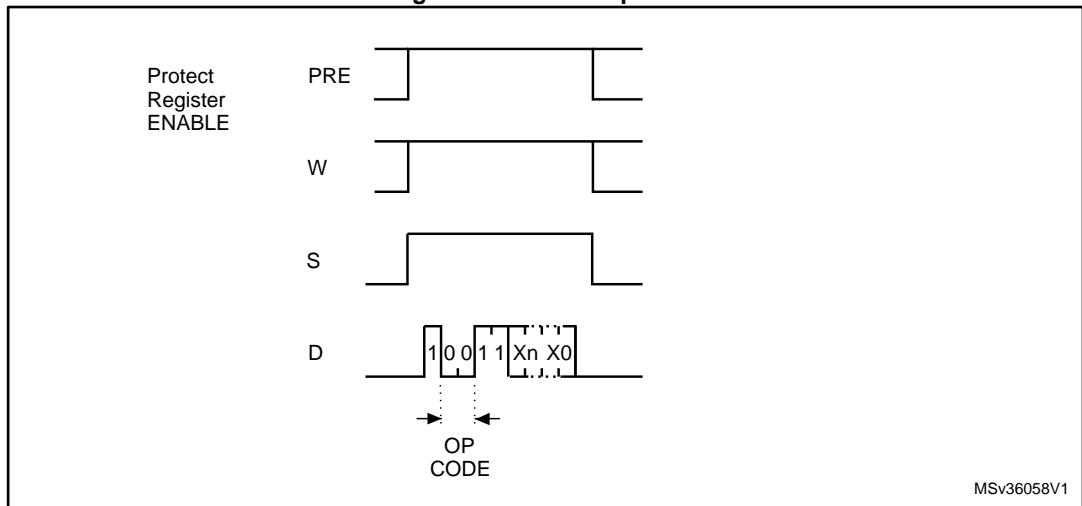 Protect
Register
ENABLE
PRE
W
S
D
1 0 0 1 1 Xn X0
OP
CODE
MSv36058V1